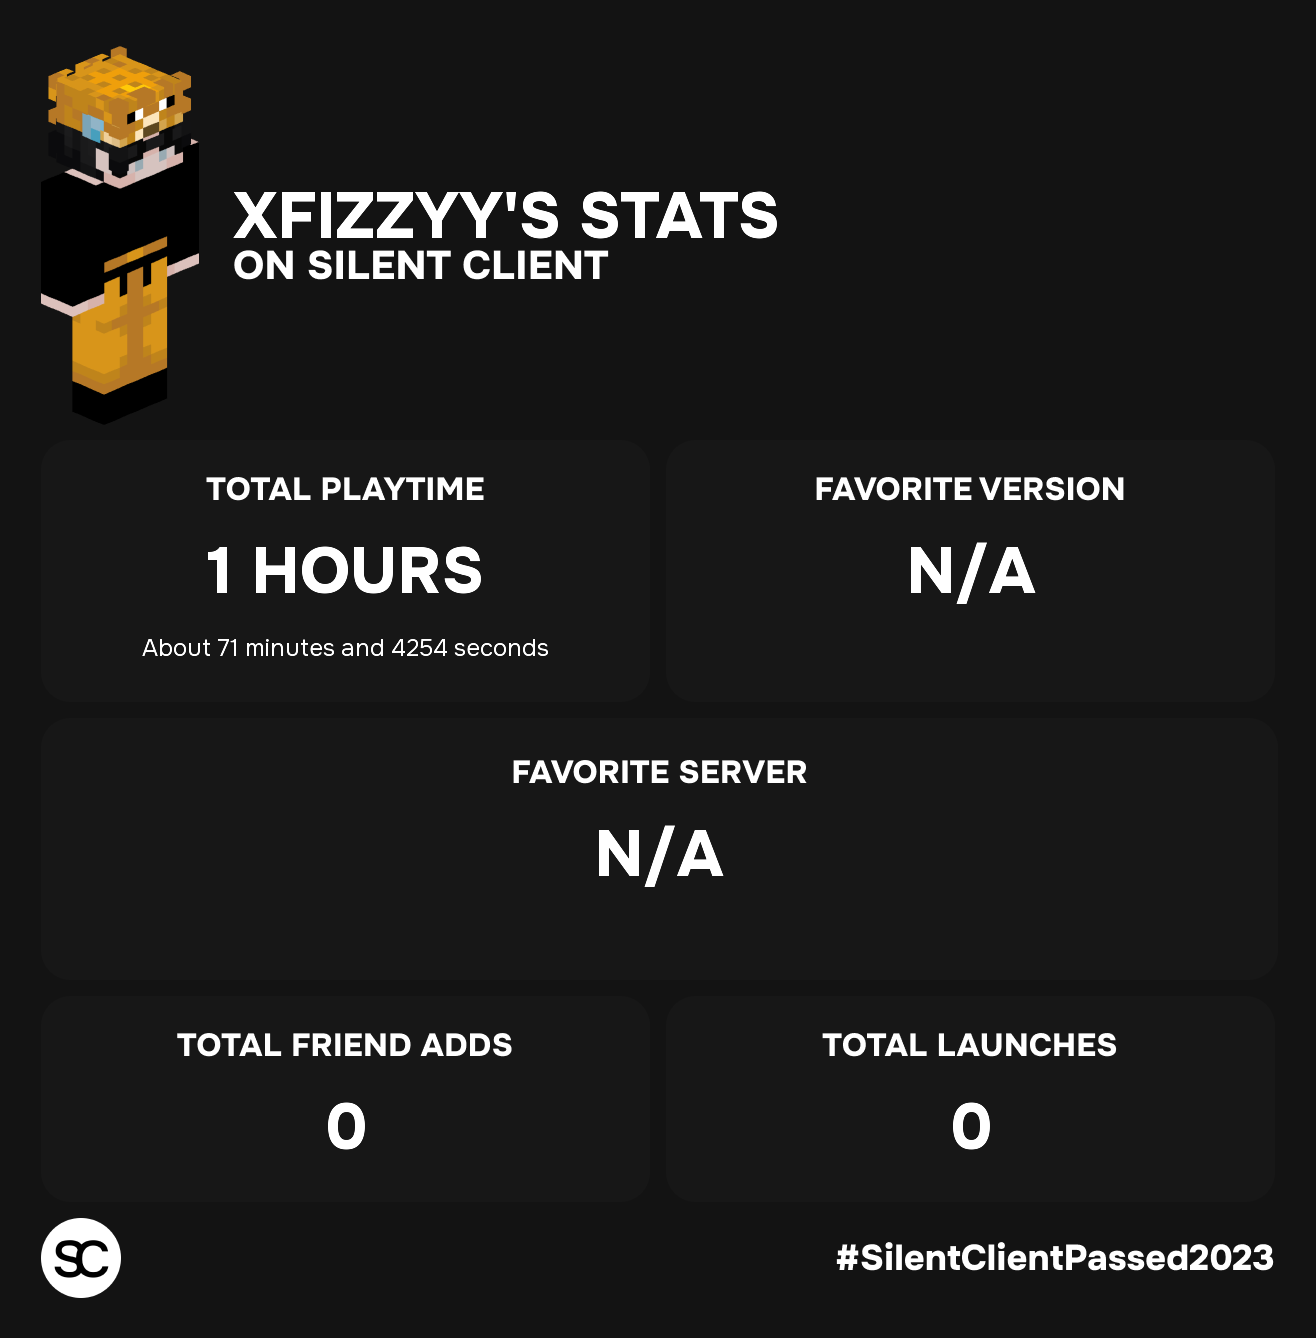 XFIZZYY'S STATS
ON SILENT CLIENT
TOTAL PLAYTIME
1 HOURS
About 71 minutes and 4254 seconds
FAVORITE VERSION
N/A
FAVORITE SERVER
N/A
TOTAL FRIEND ADDS
0
TOTAL LAUNCHES
0
SC
#SilentClientPassed2023